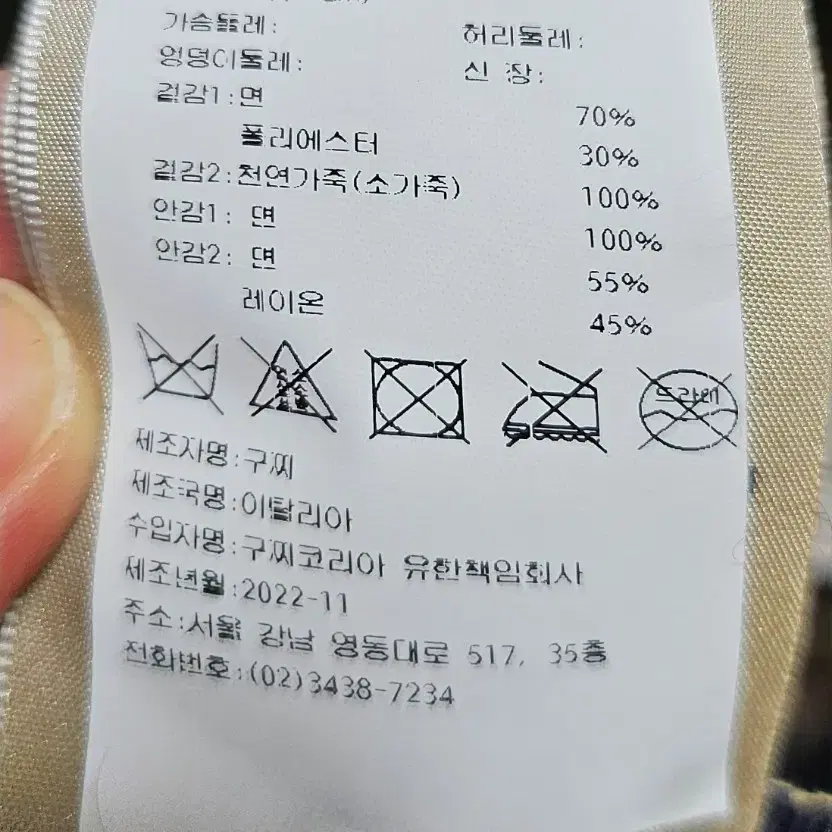 가슴둘레:
허리둘레:
엉덩이둘레:
신 장:
겉감1:면 70%
폴리에스터 30%
겉감2:천연가죽(소가죽) 100%
안감1: 면 100%
안감2: 면 55%
레이온 45%
드라이
제조자명:구찌
제조국명:이탈리아
수입자명:구찌코리아 유한책임회사
제조년월:2022-11
주소:서울 강남 영동대로 517, 35층
전화번호:(02)3438-7234